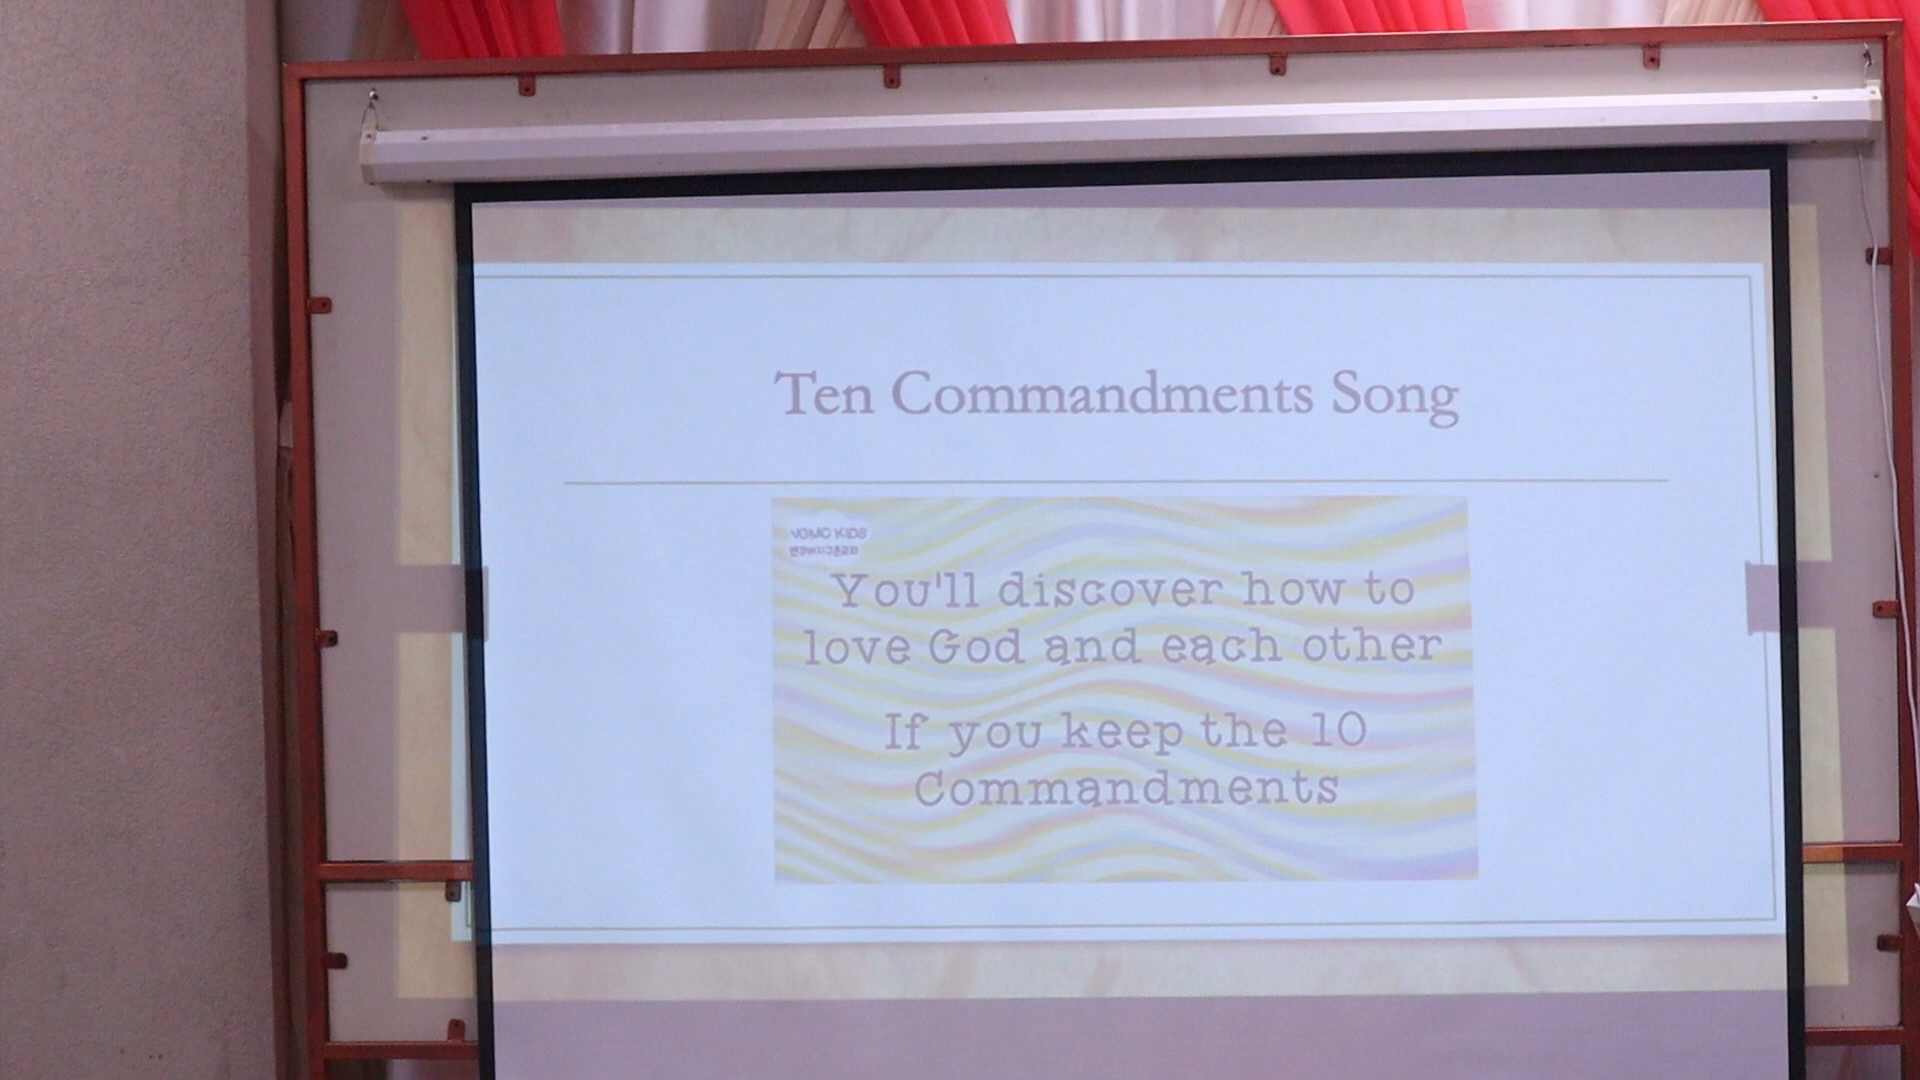 Ten Commandments Song
VGMC KIDS
You'll discover how to
love God and each other
If you keep the 10
Commandments